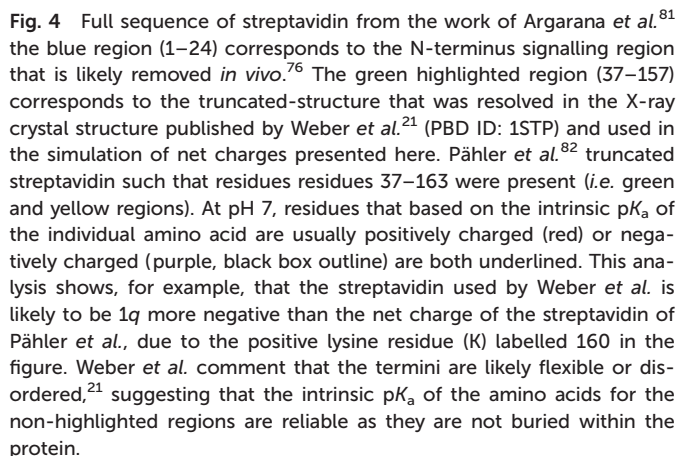 Fig. 4 Full sequence of streptavidin from the work of Argarana et al.81
the blue region (1–24) corresponds to the N-terminus signalling region
that is likely removed in vivo.76 The green highlighted region (37–157)
corresponds to the truncated-structure that was resolved in the X-ray
crystal structure published by Weber et al.21 (PBD ID: 1STP) and used in
the simulation of net charges presented here. Pähler et al.82 truncated
streptavidin such that residues residues 37–163 were present (i.e. green
and yellow regions). At pH 7, residues that based on the intrinsic pKa of
the individual amino acid are usually positively charged (red) or nega-
tively charged (purple, black box outline) are both underlined. This ana-
lysis shows, for example, that the streptavidin used by Weber et al. is
likely to be 1q more negative than the net charge of the streptavidin of
Pähler et al., due to the positive lysine residue (K) labelled 160 in the
figure. Weber et al. comment that the termini are likely flexible or dis-
ordered,21 suggesting that the intrinsic pKa of the amino acids for the
non-highlighted regions are reliable as they are not buried within the
protein.